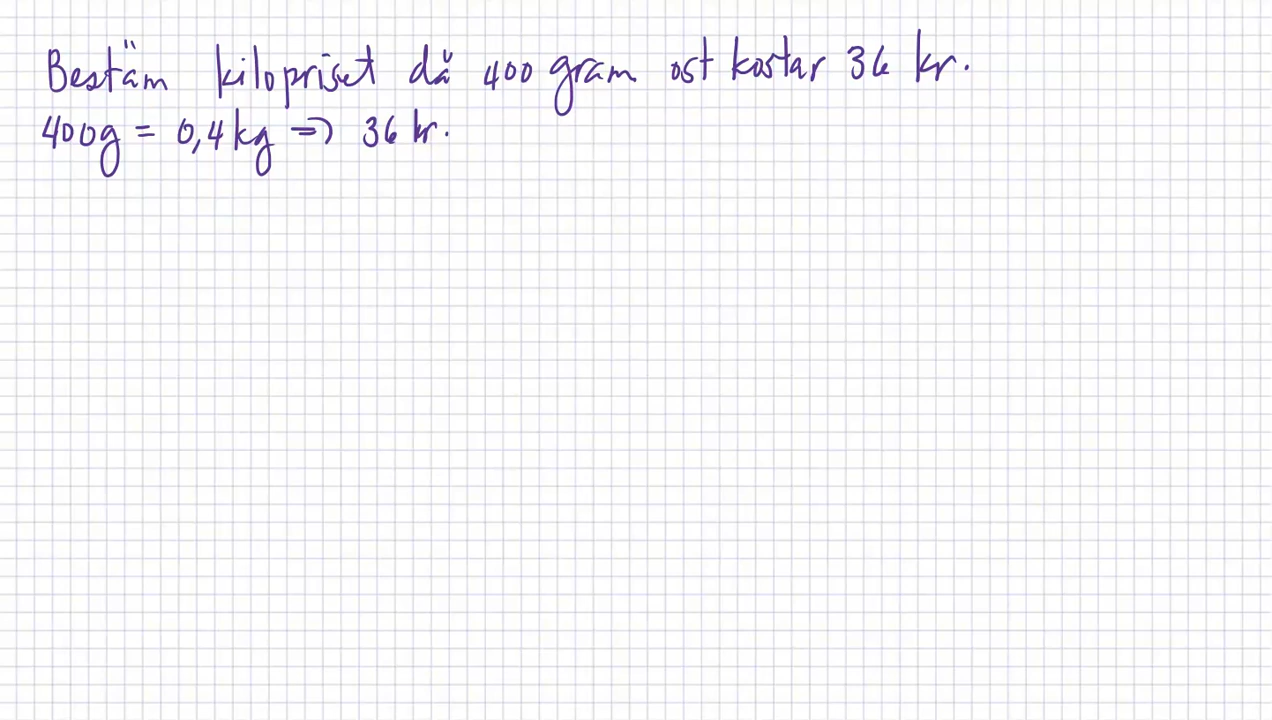 Bestäm kilopriset då 400 gram ost kostar 36 kr.
400g = 0,4 kg => 36 kr.